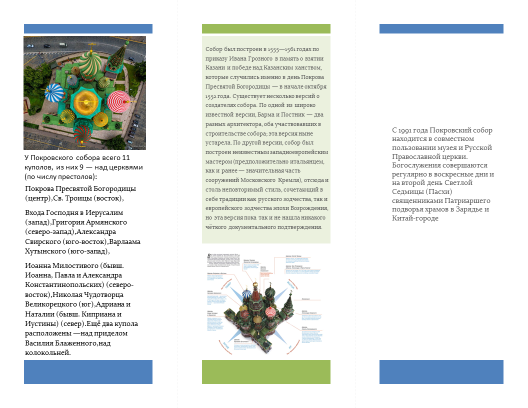 У Покровского собора всего 11
куполов, из них 9 — над церквями
(по числу престолов):
Покрова Пресвятой Богородицы
(центр),Св. Троицы (восток),
Входа Господня в Иерусалим
(запад),Григория Армянского
(северо-запад),Александра
Свирского (юго-восток),Варлаама
Хутынского (юго-запад),
Иоанна Милостивого (бывш.
Иоанна, Павла и Александра
Константинопольских) (северо-
восток),Николая Чудотворца
Великорецкого (юг),Адриана и
Наталии (бывш. Киприана и
Иустины) (север).Ещё два купола
расположены —над приделом
Василия Блаженного,над
колокольней.
Собор был построен в 1555—1561 годах по
приказу Ивана Грозного в память о взятии
Казани и победе над Казанским ханством,
которые случились именно в день Покрова
Пресвятой Богородицы — в начале октября
1552 года. Существует несколько версий о
создателях собора. По одной из широко
известной версии, Барма и Постник — два
разных архитектора, оба участвовавших в
строительстве собора, эта версия ныне
устарела. По другой версии, собор был
построен неизвестным западноевропейским
мастером (предположительно итальянцем,
как и ранее — значительная часть
сооружений Московского Кремля), отсюда и
столь неповторимый стиль, сочетающий в
себе традиции как русского зодчества, так и
европейского зодчества эпохи Возрождения,
но эта версия пока так и не нашла никакого
чёткого документального подтверждения.
С 1991 года Покровский собор
находится в совместном
пользовании музея и Русской
Православной церкви.
Богослужения совершаются
регулярно в воскресные дни и
на второй день Светлой
Седмицы (Пасхи)
священниками Патриаршего
подворья храмов в Зарядье и
Китай-городе